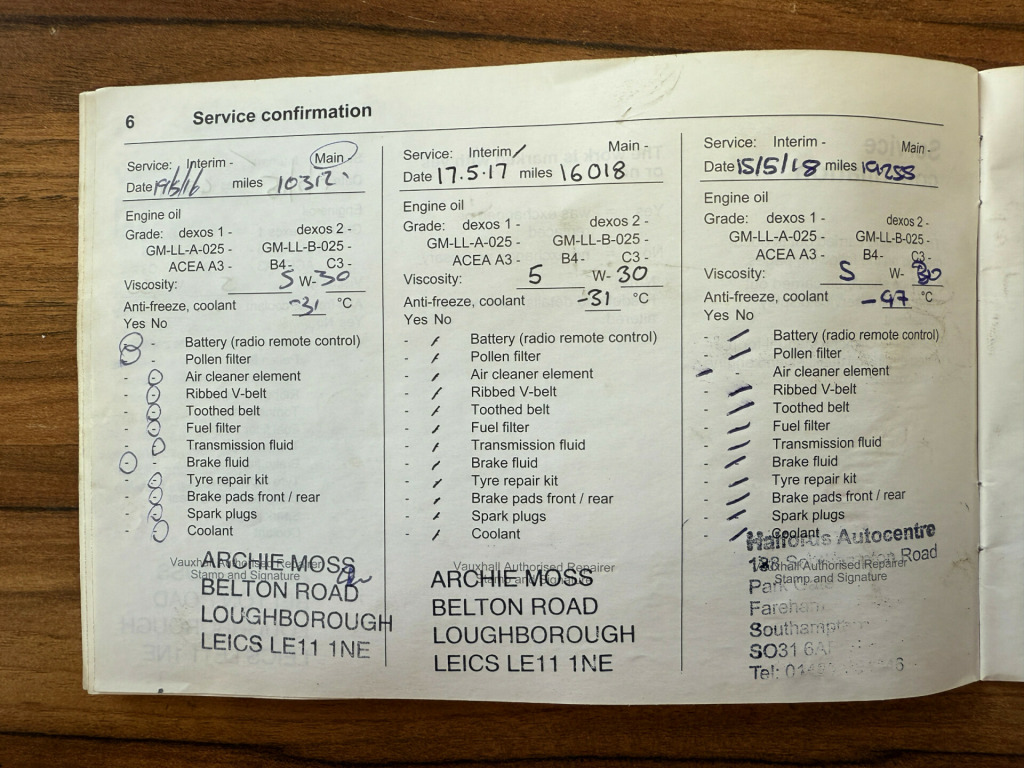 6 Service confirmation
Service: Interim - Main -
Date 19/5/16 miles 10312
Engine oil
Grade: dexos 1 - dexos 2 -
GM-LL-A-025 - GM-LL-B-025 -
ACEA A3 - B4 - C3 -
Viscosity: 5 W- 30
Anti-freeze, coolant -31 °C
Yes No
- - Battery (radio remote control)
- - Pollen filter
- - Air cleaner element
- - Ribbed V-belt
- - Toothed belt
- - Fuel filter
- - Transmission fluid
- - Brake fluid
- - Tyre repair kit
- - Brake pads front / rear
- - Spark plugs
- - Coolant
Vauxhall Authorised Repairer
Stamp and Signature
ARCHIE MOSS
BELTON ROAD
LOUGHBOROUGH
LEICS LE11 1NE
Service: Interim / Main -
Date 17.5.17 miles 16018
Engine oil
Grade: dexos 1 - dexos 2 -
GM-LL-A-025 - GM-LL-B-025 -
ACEA A3 - B4 - C3 -
Viscosity: 5 W- 30
Anti-freeze, coolant -31 °C
Yes No
- / Battery (radio remote control)
- / Pollen filter
- / Air cleaner element
- / Ribbed V-belt
- / Toothed belt
- / Fuel filter
- / Transmission fluid
- / Brake fluid
- / Tyre repair kit
- / Brake pads front / rear
- / Spark plugs
- / Coolant
Vauxhall Authorised Repairer
Stamp and Signature
ARCHIE MOSS
BELTON ROAD
LOUGHBOROUGH
LEICS LE11 1NE
Service: Interim - Main -
Date 15/5/18 miles 19255
Engine oil
Grade: dexos 1 - dexos 2 -
GM-LL-A-025 - GM-LL-B-025 -
ACEA A3 - B4 - C3 -
Viscosity: 5 W- 30
Anti-freeze, coolant -47 °C
Yes No
- / Battery (radio remote control)
- / Pollen filter
/ - Air cleaner element
- / Ribbed V-belt
- / Toothed belt
- / Fuel filter
- / Transmission fluid
- / Brake fluid
- / Tyre repair kit
- / Brake pads front / rear
- / Spark plugs
- / Coolant
Vauxhall Authorised Repairer
Stamp and Signature
Halfords Autocentre
Road
Park
Fareham
Southampton
SO31
Tel: